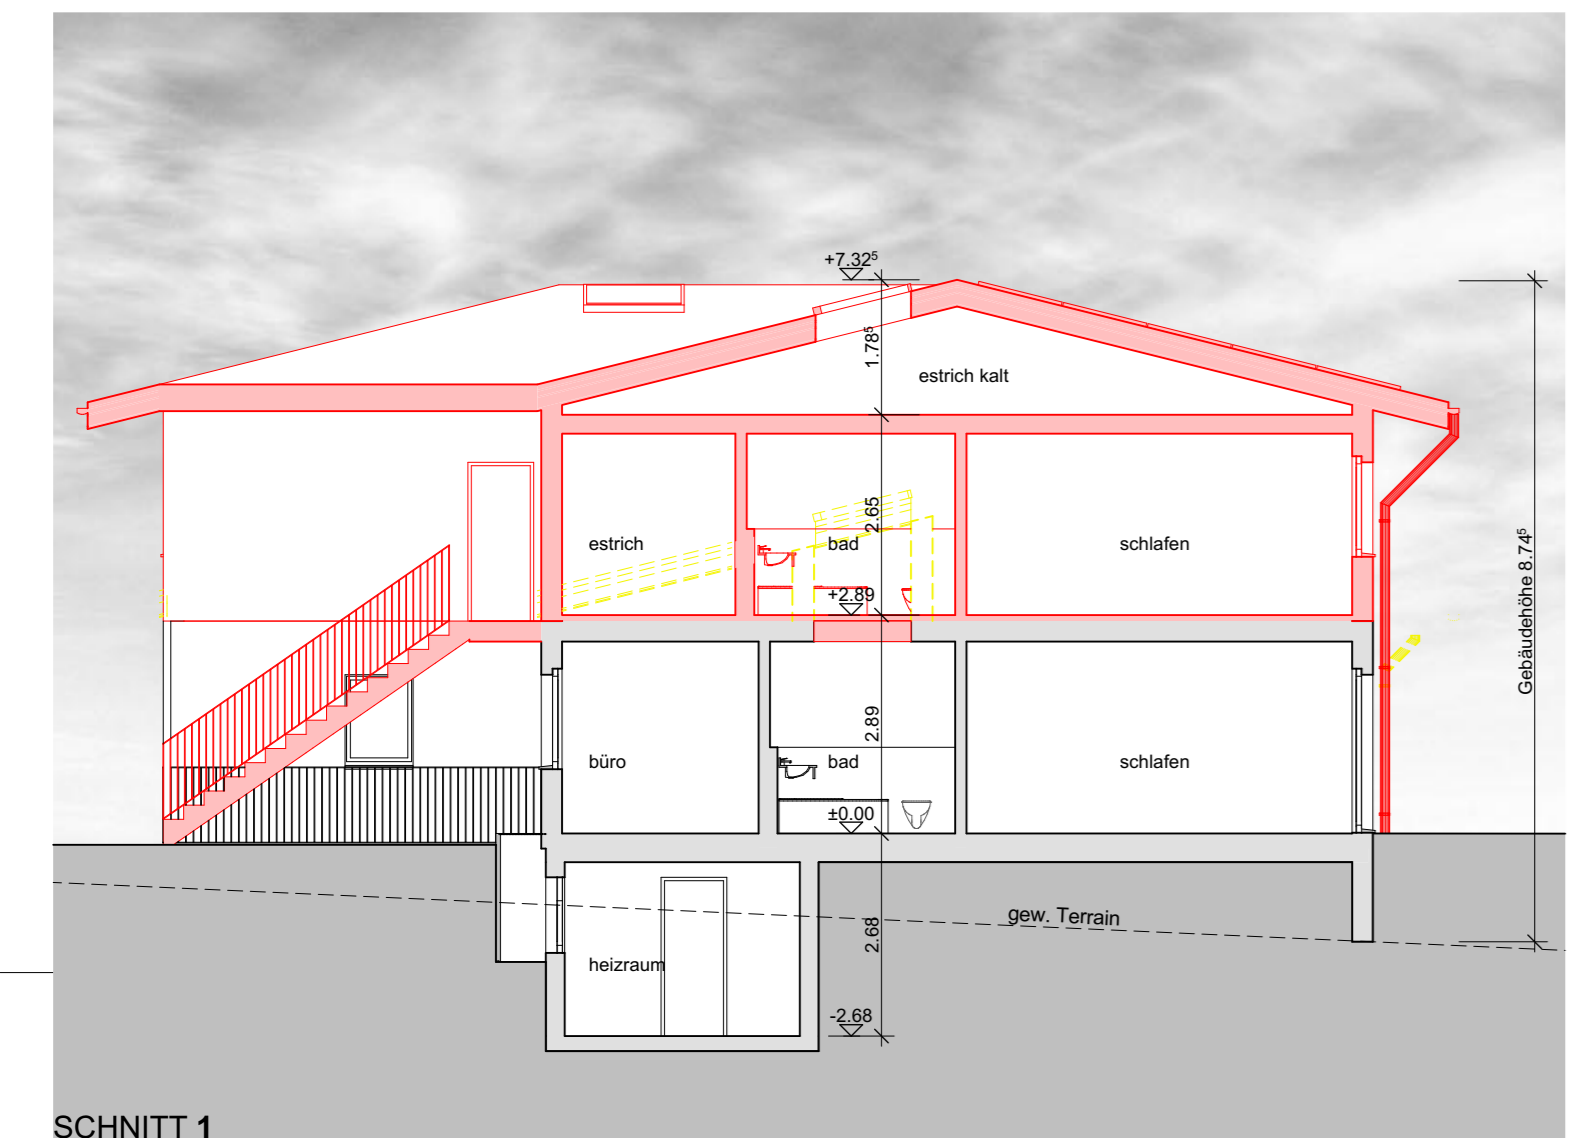 +7.32⁵
1.78⁵
estrich kalt
Gebäudehöhe 8.74⁵
2.65
estrich
bad
schlafen
+2.89
2.89
büro
bad
schlafen
±0.00
gew. Terrain
2.68
heizraum
-2.68
SCHNITT 1